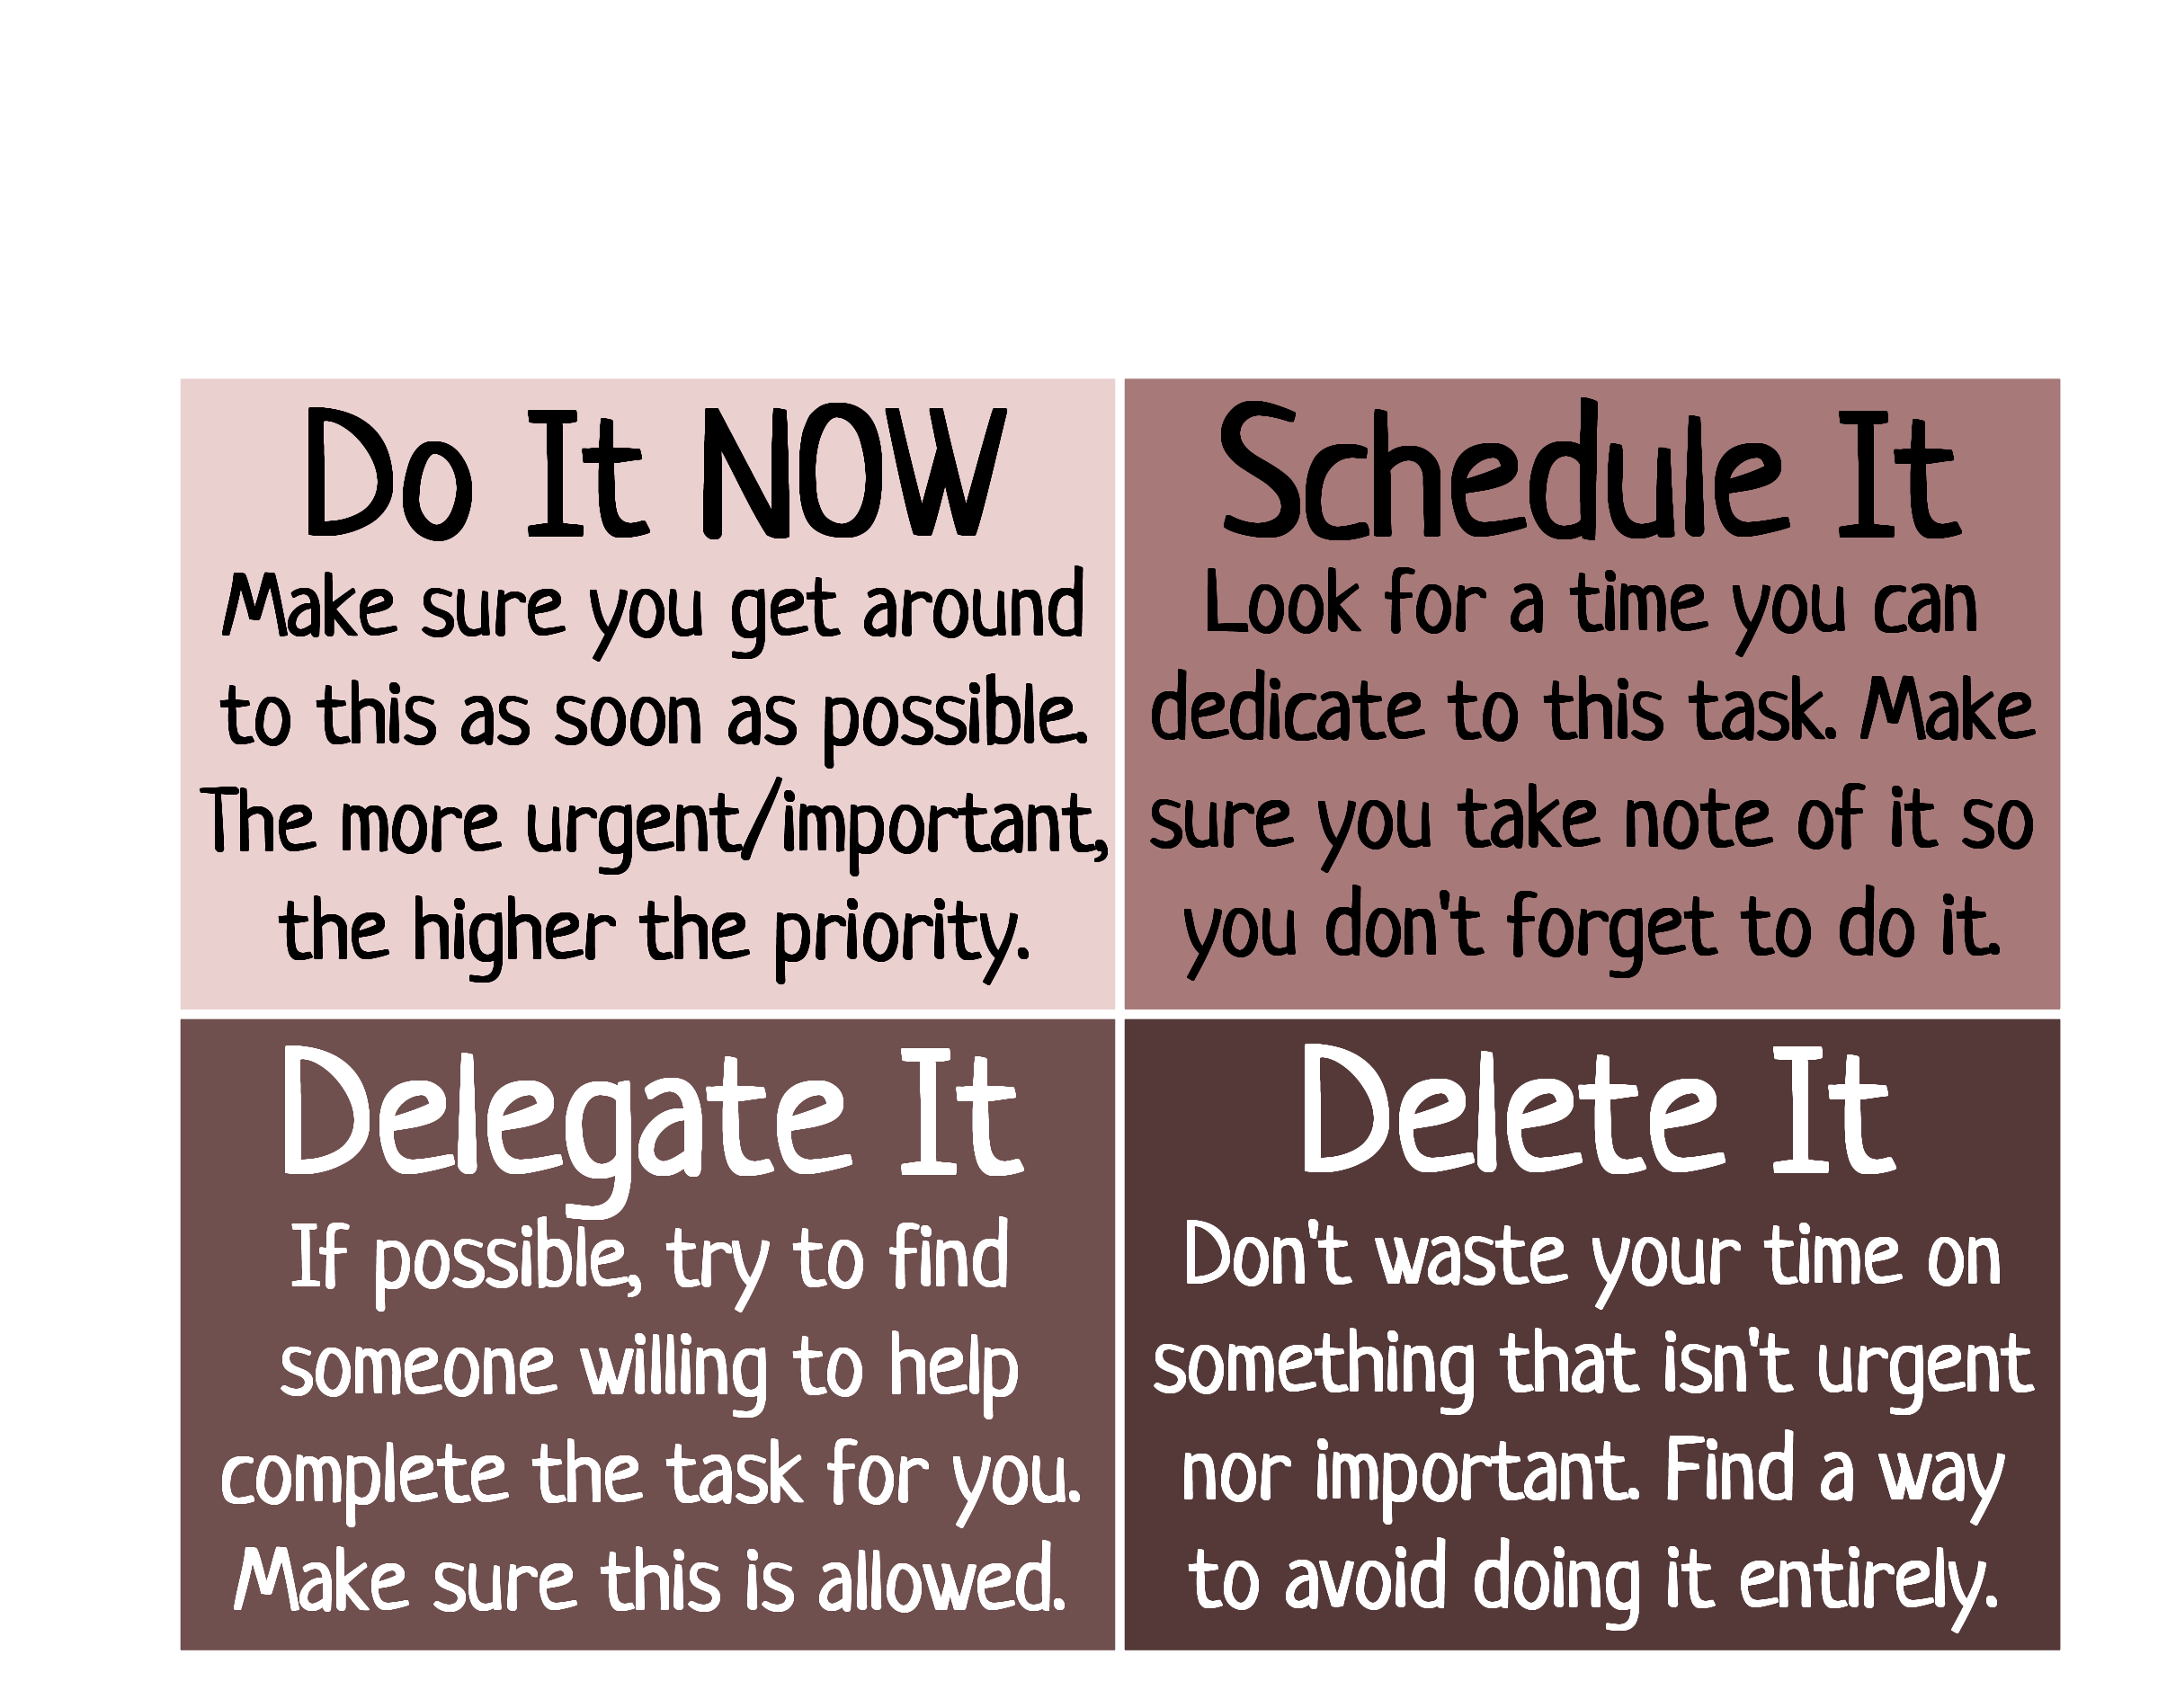 Do It NOW
Make sure you get around
to this as soon as possible.
The more urgent/important,
the higher the priority.
Schedule It
Look for a time you can
dedicate to this task. Make
sure you take note of it so
you don't forget to do it.
Delegate It
If possible, try to find
someone willing to help
complete the task for you.
Make sure this is allowed.
Delete It
Don't waste your time on
something that isn't urgent
nor important. Find a way
to avoid doing it entirely.